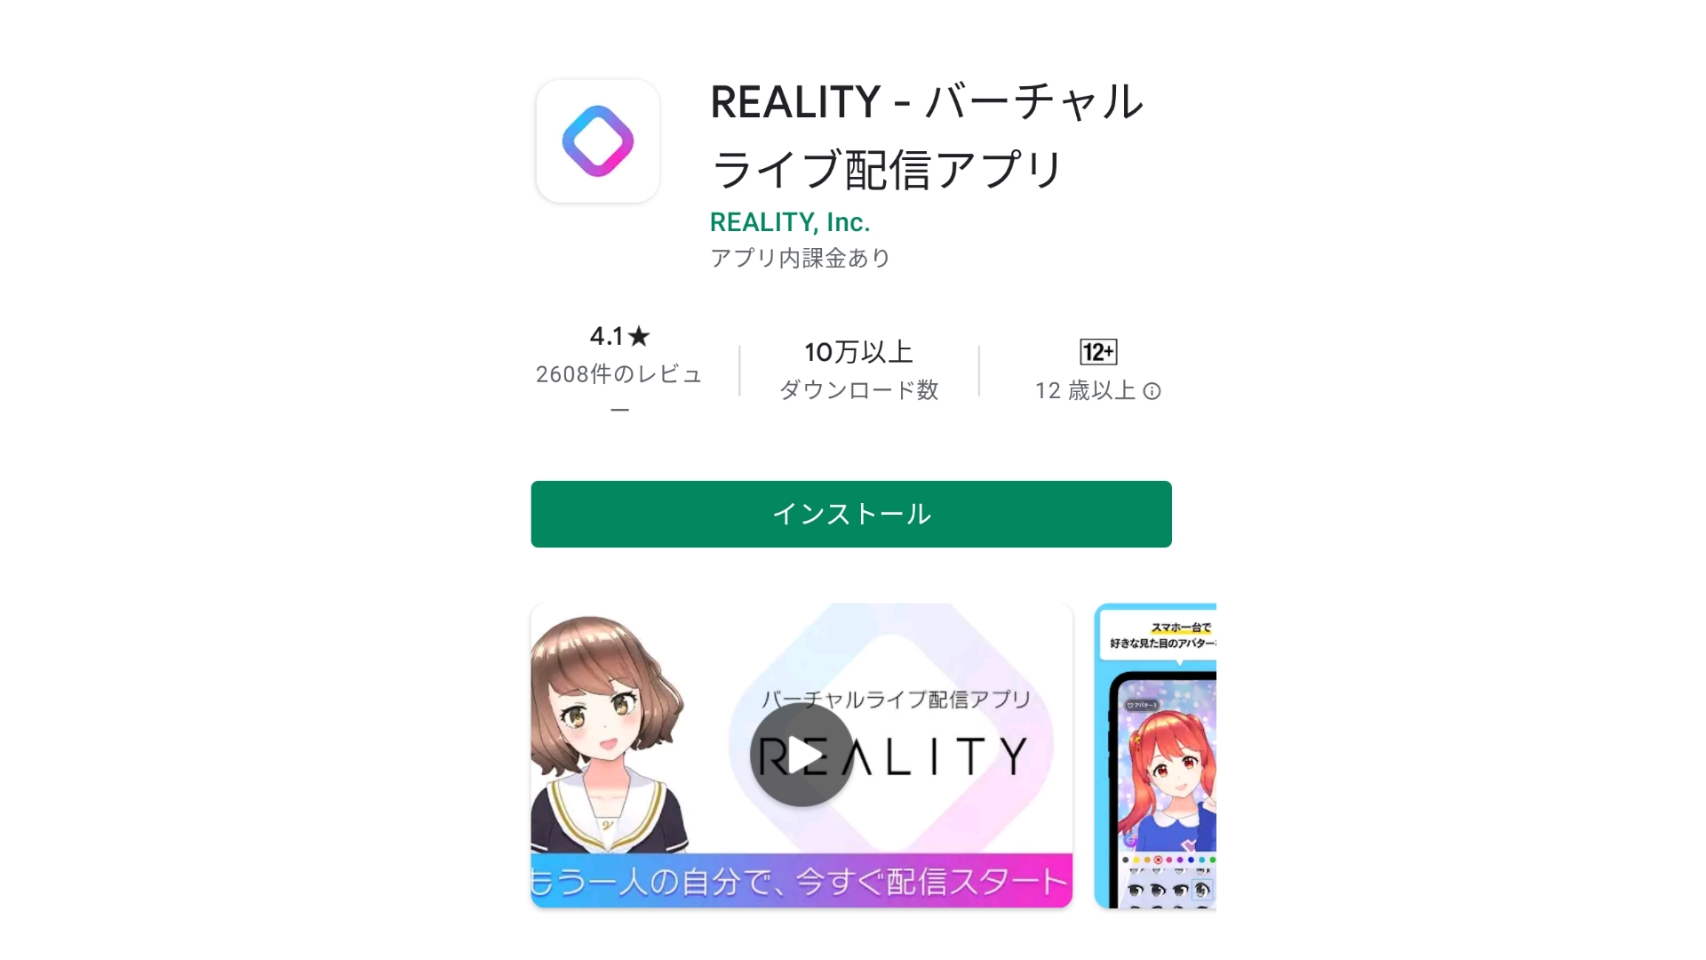 REALITY - バーチャル
ライブ配信アプリ
REALITY, Inc.
アプリ内課金あり
4.1★
2608件のレビュ
ー
10万以上
ダウンロード数
12+
12 歳以上
インストール
バーチャルライブ配信アプリ
REALITY
もう一人の自分で、今すぐ配信スタート
スマホ一台で
好きな見た目のアバター
アバター1